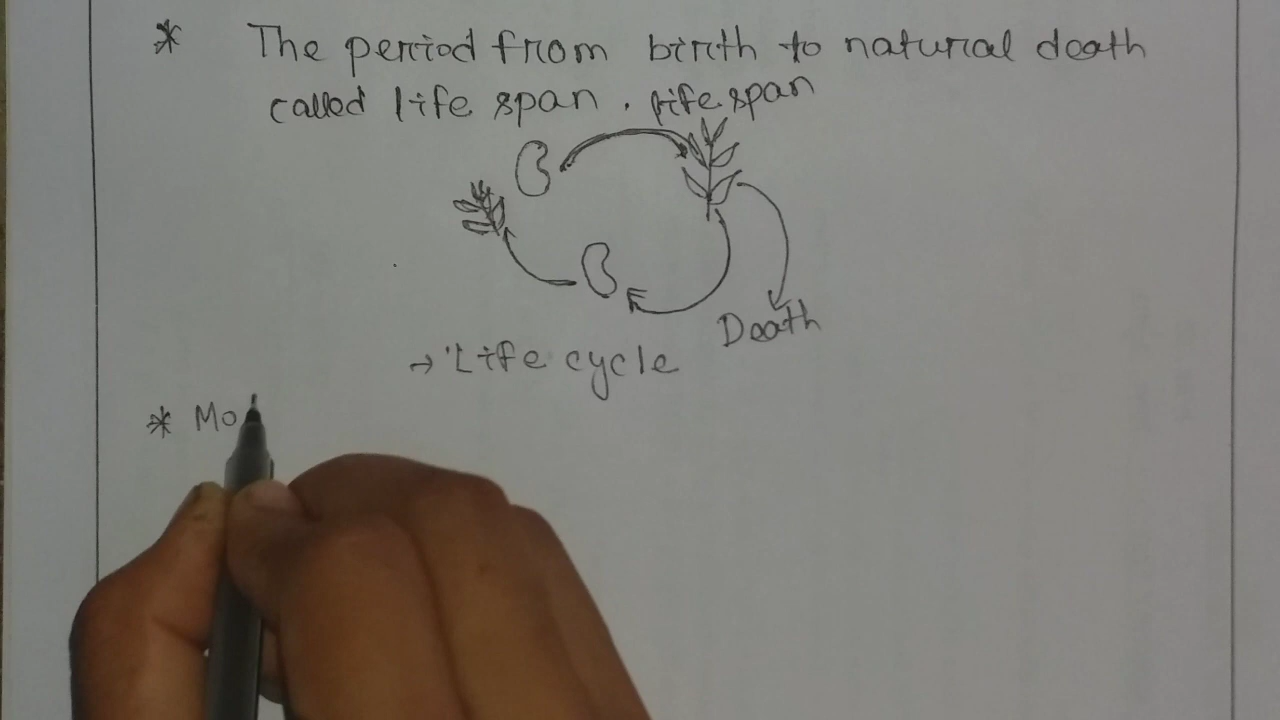 * The period from birth to natural death
called life span. life span
Death
→ 'Life cycle
* Mo